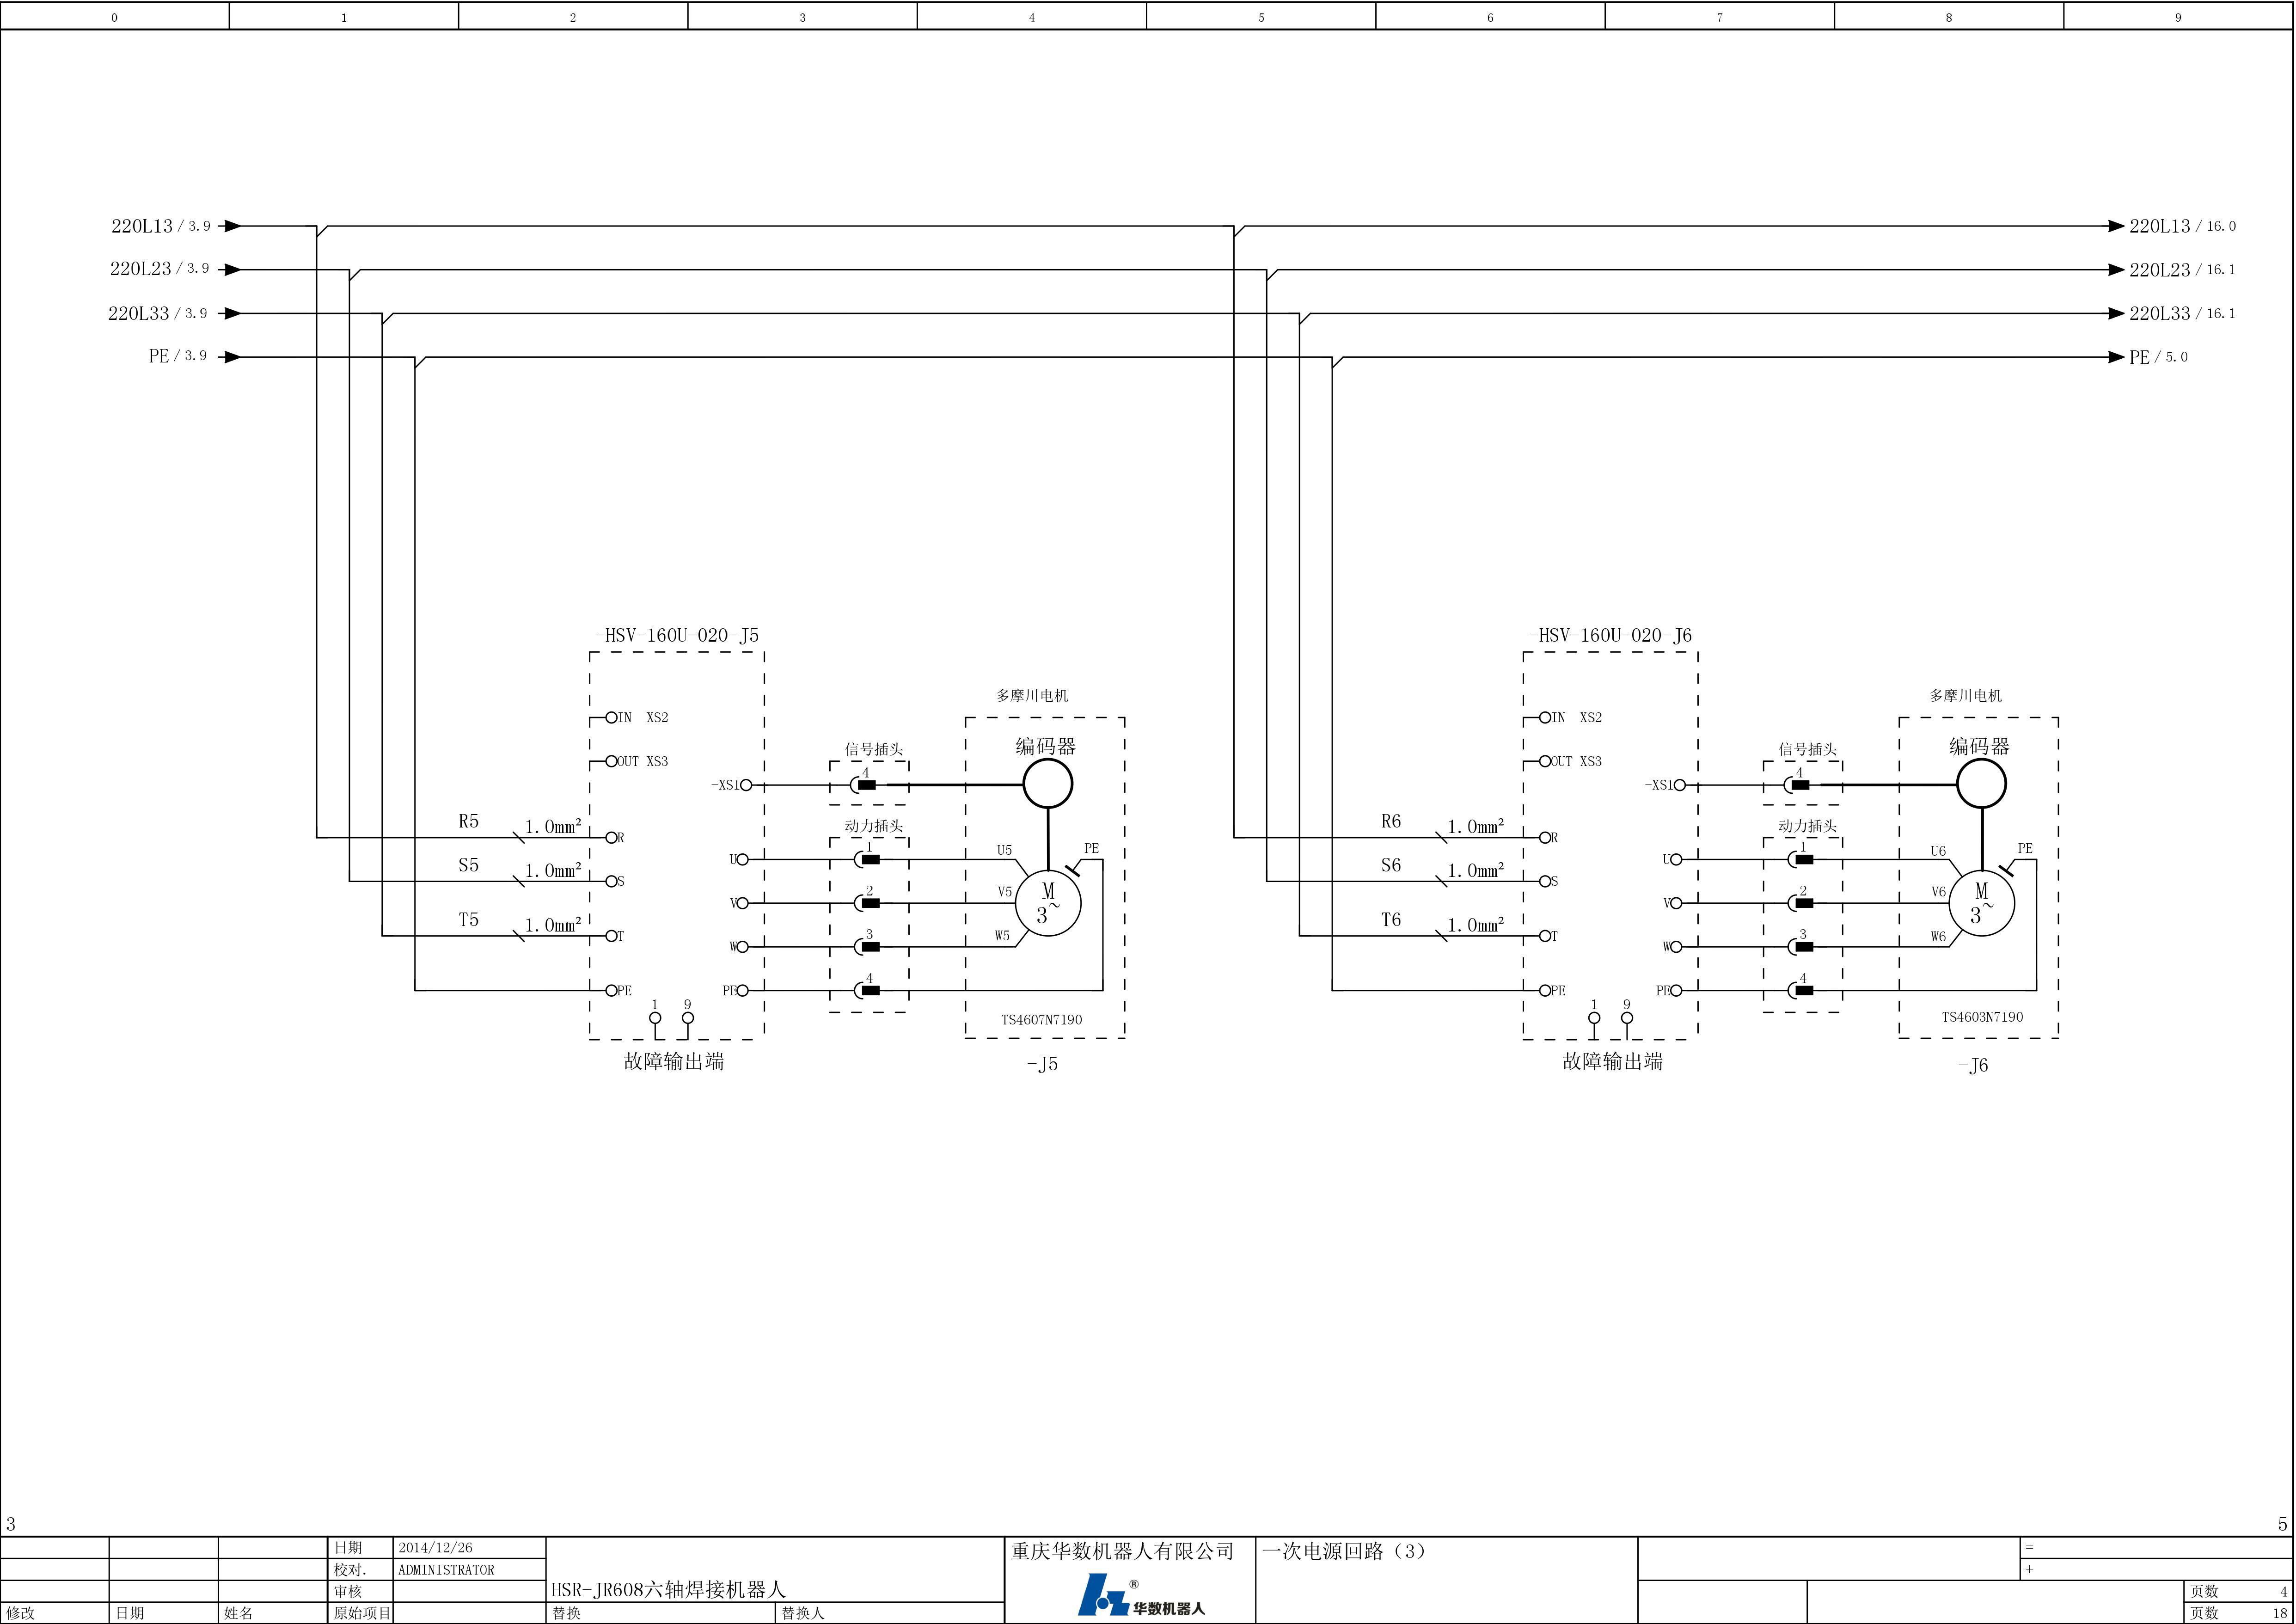 0 1 2 3 4 5 6 7 8 9
220L13 / 3.9
220L13 / 16.0
220L23 / 3.9
220L23 / 16.1
220L33 / 3.9
220L33 / 16.1
PE / 3.9
PE / 5.0
-HSV-160U-020-J5
IN XS2
OUT XS3
-XS1
R5 1.0mm² R
S5 1.0mm² S
T5 1.0mm² T
PE
U
V
W
PE
1 9
故障输出端
信号插头
4
动力插头
1
2
3
4
多摩川电机
编码器
U5
V5
W5
PE
M
3~
TS4607N7190
-J5
-HSV-160U-020-J6
IN XS2
OUT XS3
-XS1
R6 1.0mm² R
S6 1.0mm² S
T6 1.0mm² T
PE
U
V
W
PE
1 9
故障输出端
信号插头
4
动力插头
1
2
3
4
多摩川电机
编码器
U6
V6
W6
PE
M
3~
TS4603N7190
-J6
3
5
日期 2014/12/26
校对. ADMINISTRATOR
审核
修改 日期 姓名 原始项目
HSR-JR608六轴焊接机器人
替换 替换人
重庆华数机器人有限公司
®
华数机器人
一次电源回路（3）
=
+
页数 4
页数 18